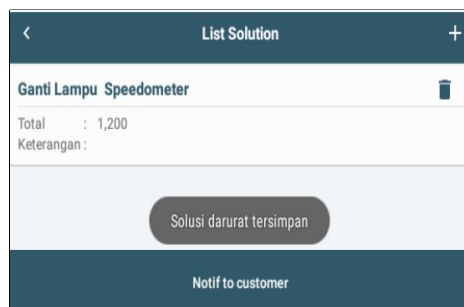 List Solution
Ganti Lampu Speedometer
Total : 1,200
Keterangan :
Solusi darurat tersimpan
Notif to customer